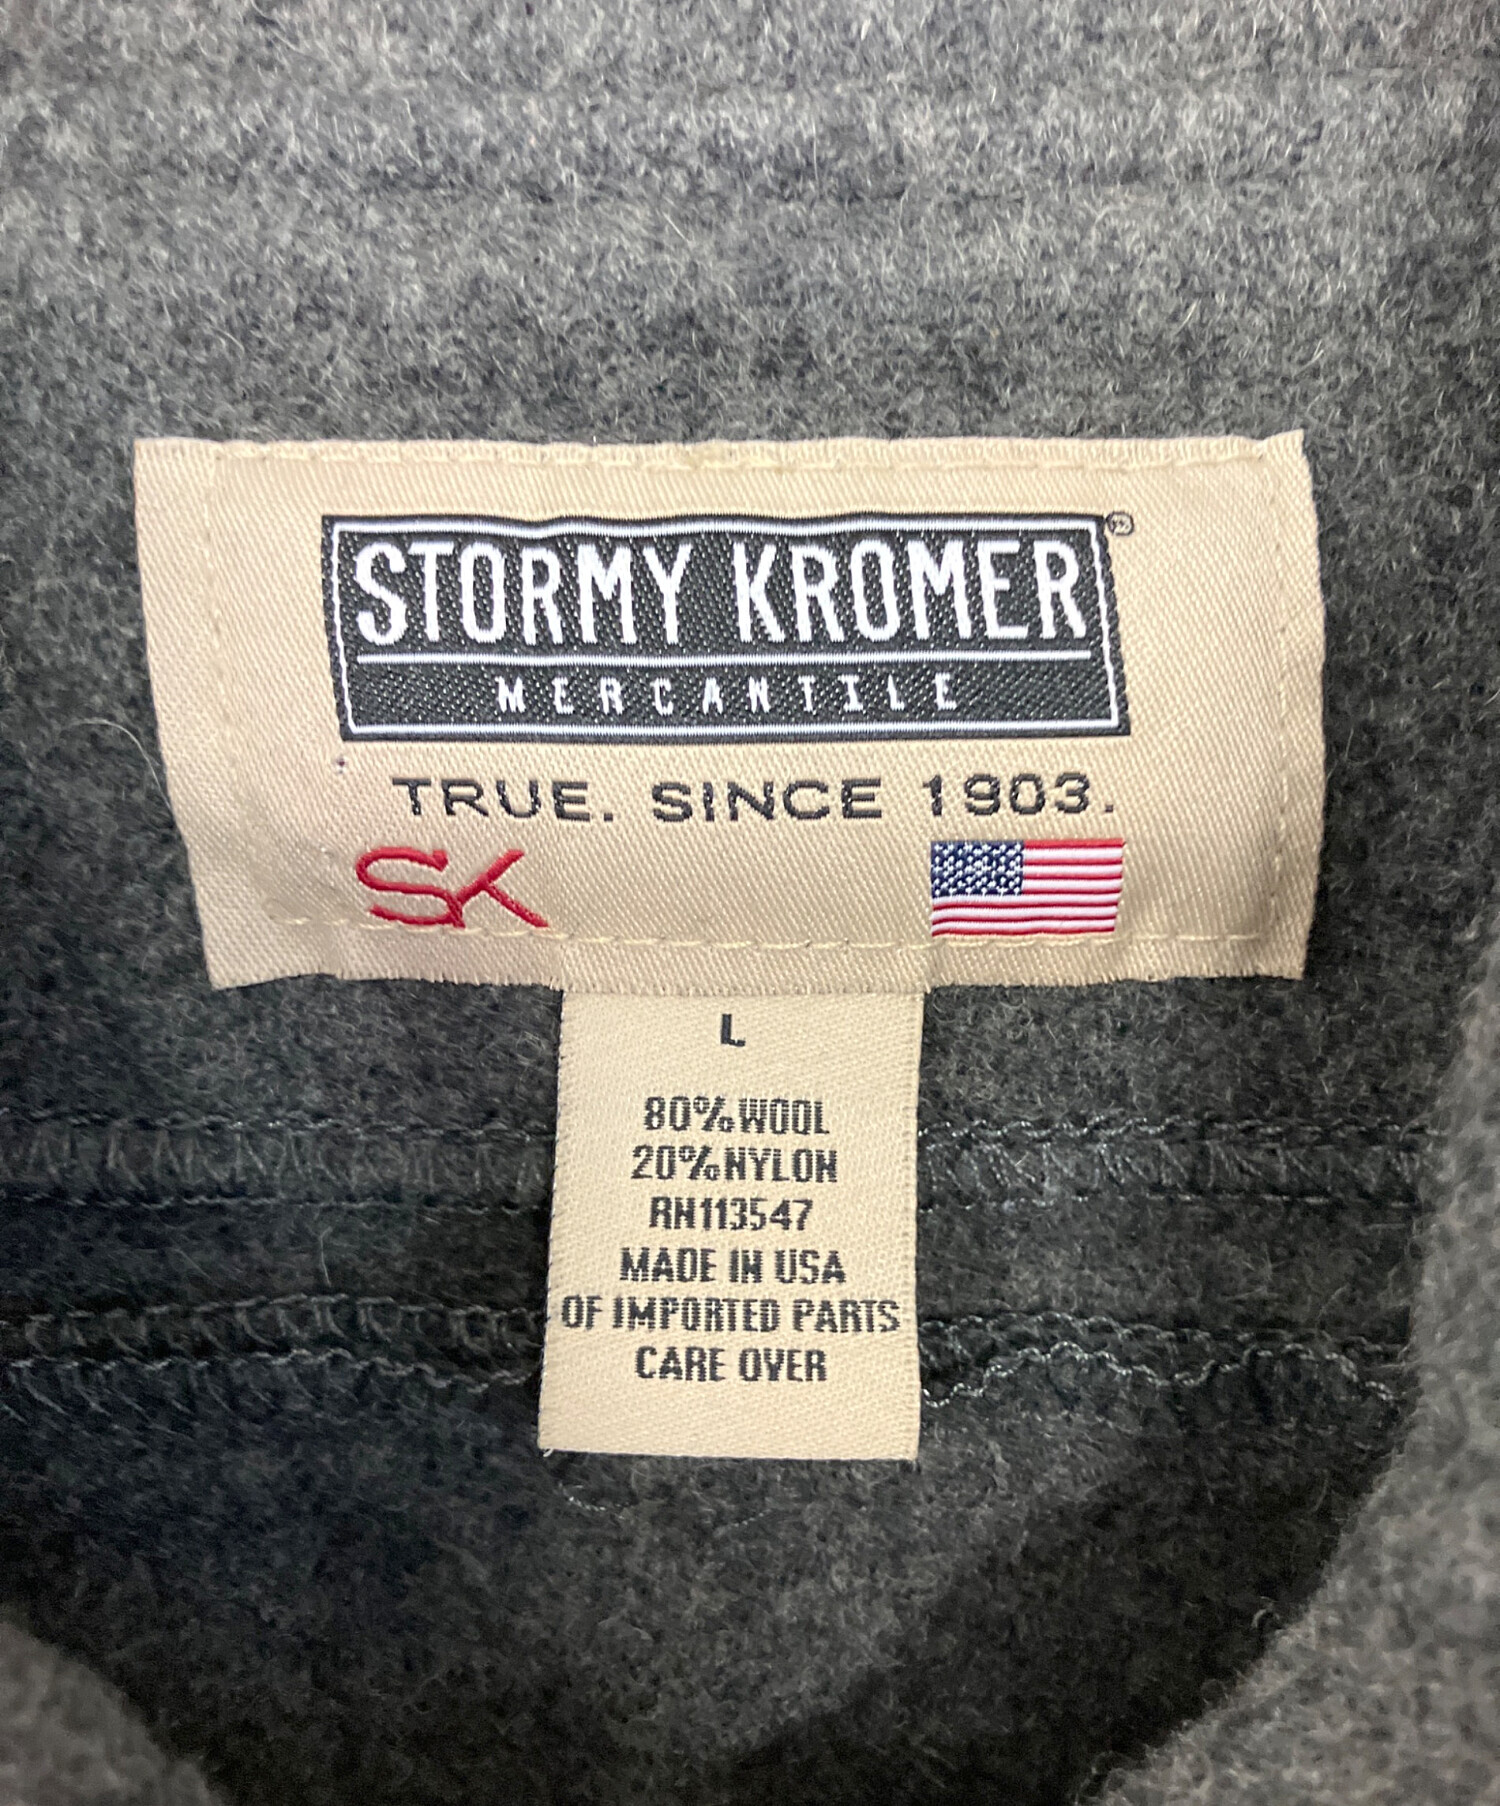 STORMY KROMER
MERCANTILE
®
TRUE. SINCE 1903.
SK
L
80%WOOL
20%NYLON
RN113547
MADE IN USA
OF IMPORTED PARTS
CARE OVER